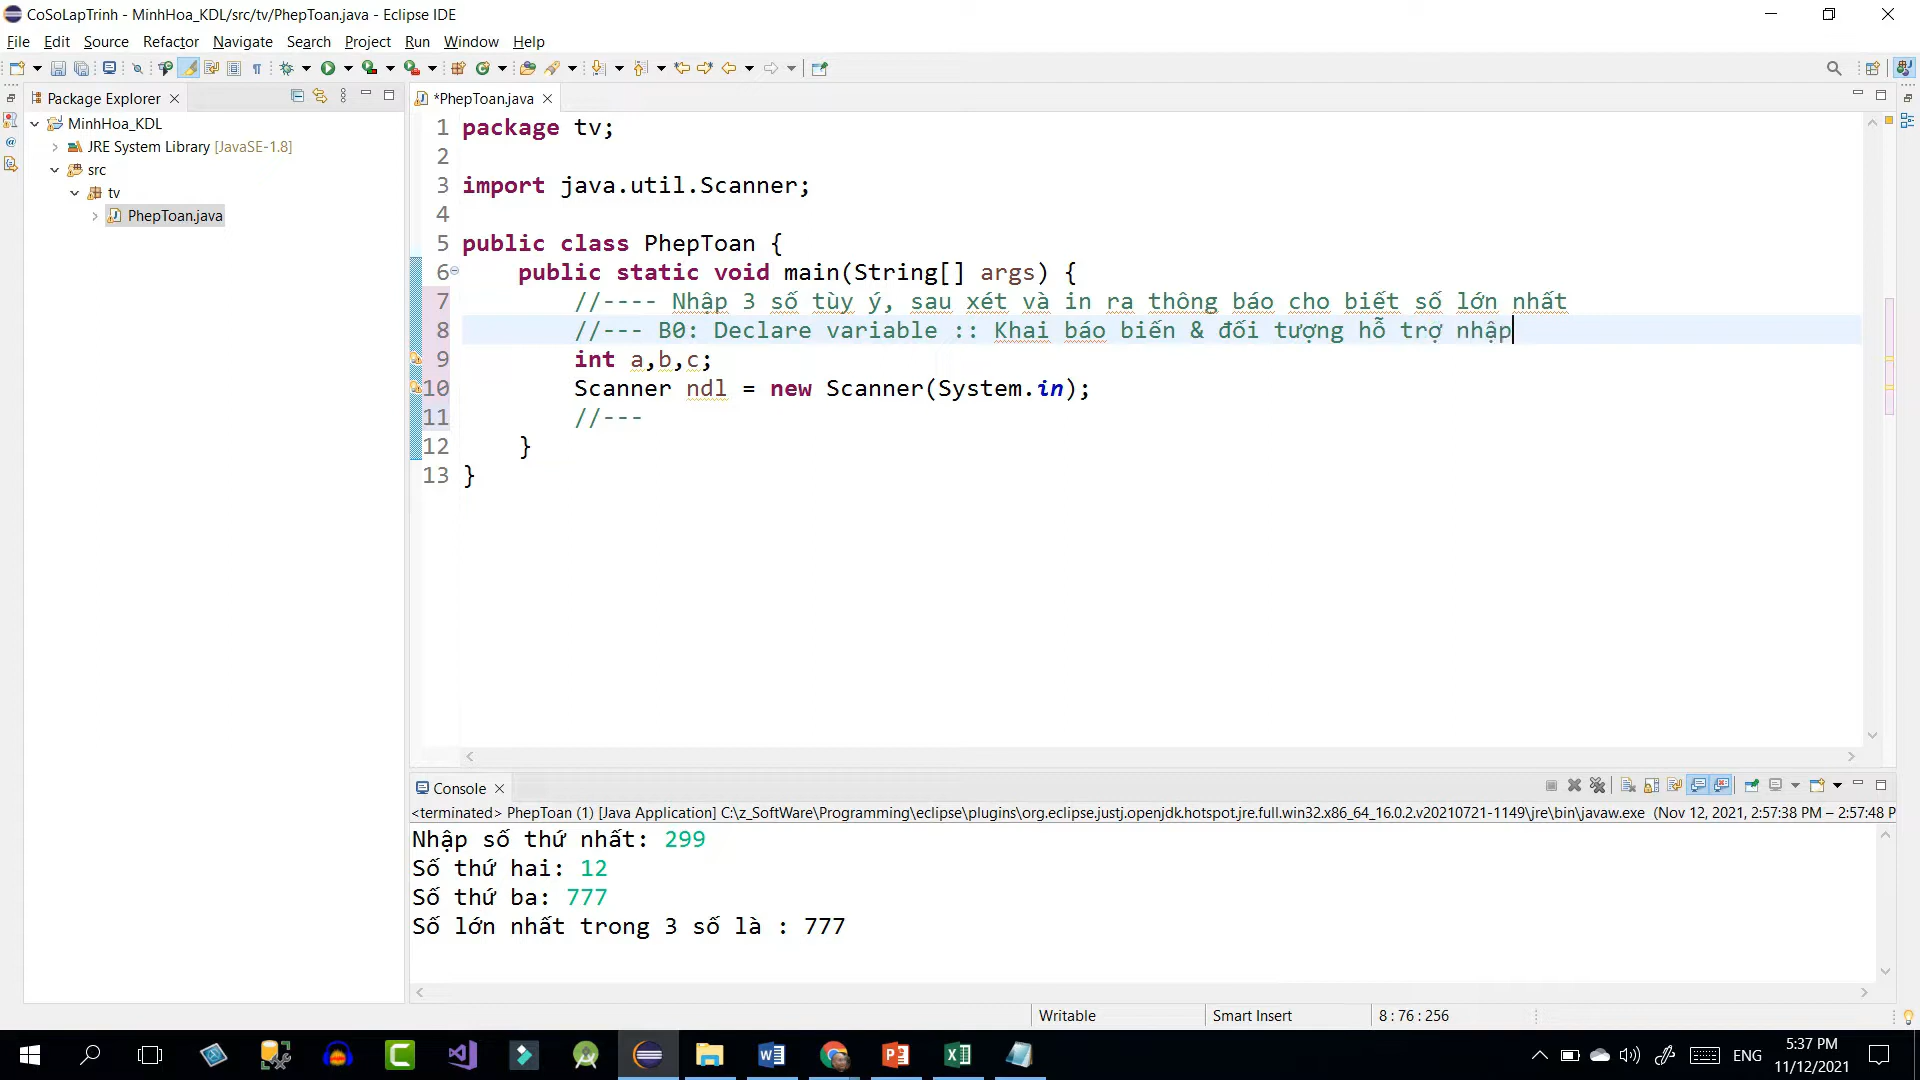 CoSoLapTrinh - MinhHoa_KDL/src/tv/PhepToan.java - Eclipse IDE
File Edit Source Refactor Navigate Search Project Run Window Help
Package Explorer
*PhepToan.java
MinhHoa_KDL
JRE System Library [JavaSE-1.8]
src
tv
PhepToan.java
1 package tv;
2
3 import java.util.Scanner;
4
5 public class PhepToan {
6 public static void main(String[] args) {
7 //---- Nhập 3 số tùy ý, sau xét và in ra thông báo cho biết số lớn nhất
8 //--- B0: Declare variable :: Khai báo biến & đối tượng hỗ trợ nhập
9 int a,b,c;
10 Scanner ndl = new Scanner(System.in);
11 //---
12 }
13 }
Console
<terminated> PhepToan (1) [Java Application] C:\z_SoftWare\Programming\eclipse\plugins\org.eclipse.justj.openjdk.hotspot.jre.full.win32.x86_64_16.0.2.v20210721-1149\jre\bin\javaw.exe (Nov 12, 2021, 2:57:38 PM – 2:57:48 P
Nhập số thứ nhất: 299
Số thứ hai: 12
Số thứ ba: 777
Số lớn nhất trong 3 số là : 777
Writable Smart Insert 8 : 76 : 256
ENG
5:37 PM
11/12/2021